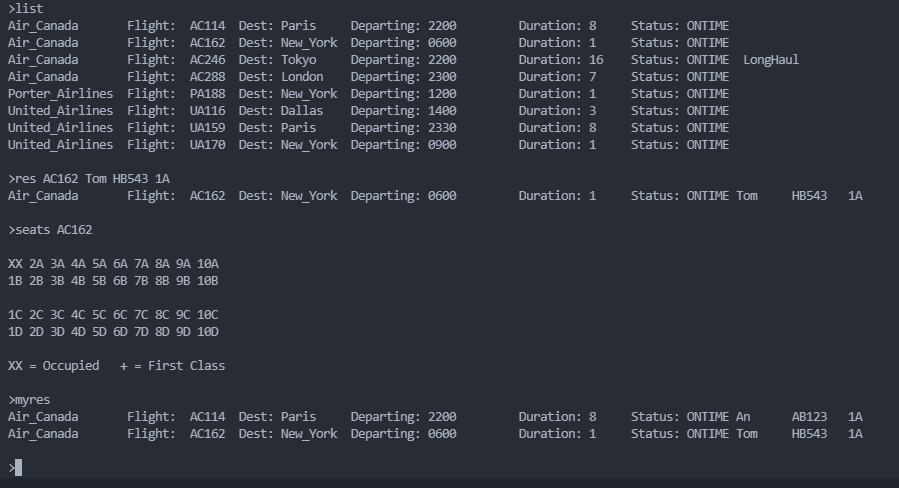 >list
Air_Canada       Flight:  AC114  Dest: Paris     Departing: 2200         Duration: 8     Status: ONTIME
Air_Canada       Flight:  AC162  Dest: New_York  Departing: 0600         Duration: 1     Status: ONTIME
Air_Canada       Flight:  AC246  Dest: Tokyo     Departing: 2200         Duration: 16    Status: ONTIME  LongHaul
Air_Canada       Flight:  AC288  Dest: London    Departing: 2300         Duration: 7     Status: ONTIME
Porter_Airlines  Flight:  PA188  Dest: New_York  Departing: 1200         Duration: 1     Status: ONTIME
United_Airlines  Flight:  UA116  Dest: Dallas    Departing: 1400         Duration: 3     Status: ONTIME
United_Airlines  Flight:  UA159  Dest: Paris     Departing: 2330         Duration: 8     Status: ONTIME
United_Airlines  Flight:  UA170  Dest: New_York  Departing: 0900         Duration: 1     Status: ONTIME
>res AC162 Tom HB543 1A
Air_Canada       Flight:  AC162  Dest: New_York  Departing: 0600         Duration: 1     Status: ONTIME Tom     HB543   1A
>seats AC162
XX 2A 3A 4A 5A 6A 7A 8A 9A 10A
1B 2B 3B 4B 5B 6B 7B 8B 9B 10B
1C 2C 3C 4C 5C 6C 7C 8C 9C 10C
1D 2D 3D 4D 5D 6D 7D 8D 9D 10D
XX = Occupied   + = First Class
>myres
Air_Canada       Flight:  AC114  Dest: Paris     Departing: 2200         Duration: 8     Status: ONTIME An      AB123   1A
Air_Canada       Flight:  AC162  Dest: New_York  Departing: 0600         Duration: 1     Status: ONTIME Tom     HB543   1A
>